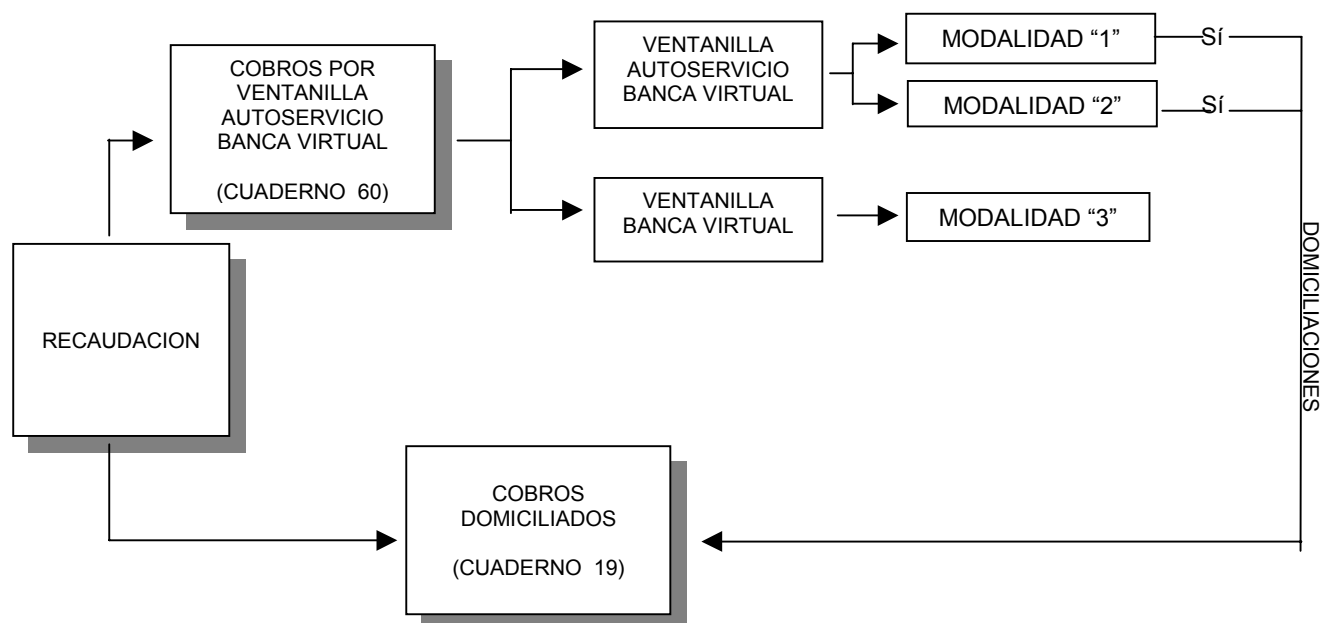 COBROS POR
VENTANILLA
AUTOSERVICIO
BANCA VIRTUAL
(CUADERNO 60)
VENTANILLA
AUTOSERVICIO
BANCA VIRTUAL
MODALIDAD “1”
Sí
MODALIDAD “2”
Sí
VENTANILLA
BANCA VIRTUAL
MODALIDAD “3”
DOMICILIACIONES
RECAUDACION
COBROS
DOMICILIADOS
(CUADERNO 19)